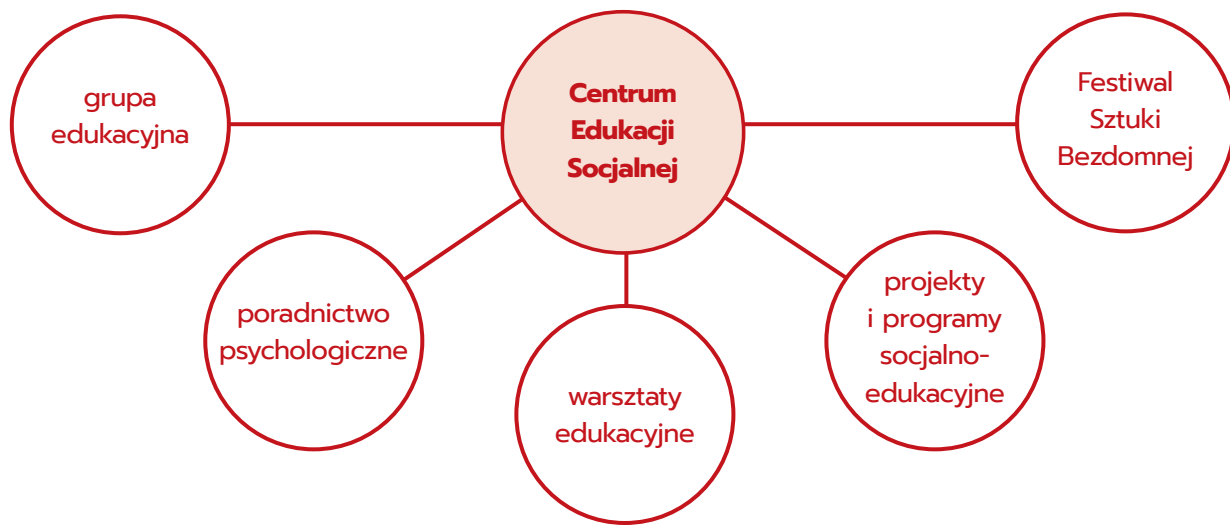 grupa
edukacyjna
Centrum
Edukacji
Socjalnej
Festiwal
Sztuki
Bezdomnej
poradnictwo
psychologiczne
warsztaty
edukacyjne
projekty
i programy
socjalno-
edukacyjne